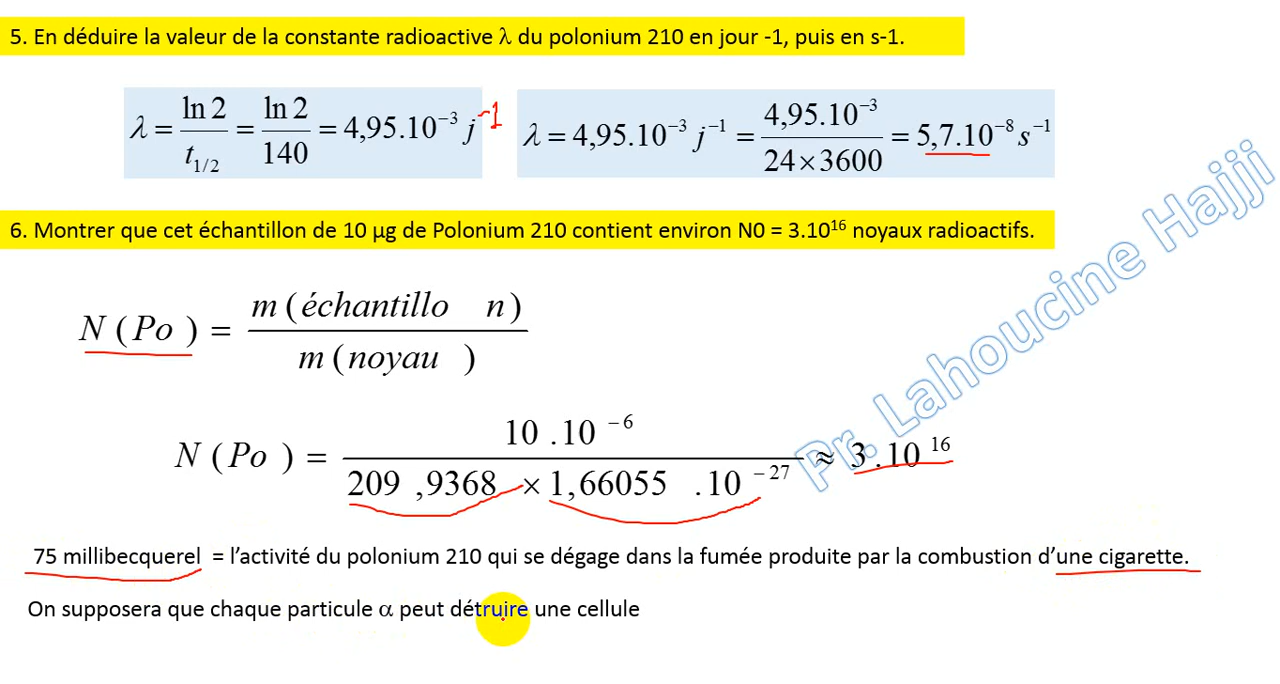 5. En déduire la valeur de la constante radioactive λ du polonium 210 en jour -1, puis en s-1.
λ = ln 2 / t₁/₂ = ln 2 / 140 = 4,95.10⁻³ j⁻¹
λ = 4,95.10⁻³ j⁻¹ = 4,95.10⁻³ / 24×3600 = 5,7.10⁻⁸ s⁻¹
6. Montrer que cet échantillon de 10 µg de Polonium 210 contient environ N0 = 3.10¹⁶ noyaux radioactifs.
N (Po ) = m (échantillo n) / m (noyau )
N (Po ) = 10 .10 ⁻⁶ / 209 ,9368 × 1,66055 .10 ⁻²⁷ ≈ 3 .10 ¹⁶
75 millibecquerel = l’activité du polonium 210 qui se dégage dans la fumée produite par la combustion d’une cigarette.
On supposera que chaque particule α peut détruire une cellule
Pr. Lahoucine Hajji